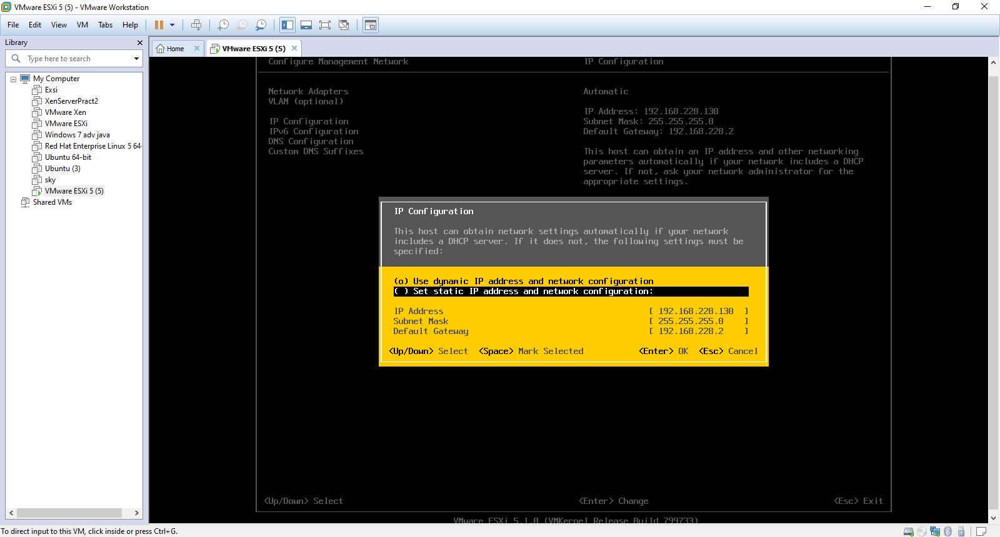 VMware ESXi 5 (5) - VMware Workstation
File Edit View VM Tabs Help
Library
Home
VMware ESXi 5 (5)
Type here to search
My Computer
Exsi
XenServerPract2
VMware Xen
VMware ESXi
Windows 7 adv java
Red Hat Enterprise Linux 5 64-
Ubuntu 64-bit
Ubuntu (3)
sky
VMware ESXi 5 (5)
Shared VMs
Configure Management Network
IP Configuration
Network Adapters
VLAN (optional)
IP Configuration
IPv6 Configuration
DNS Configuration
Custom DNS Suffixes
Automatic
IP Address: 192.168.228.130
Subnet Mask: 255.255.255.0
Default Gateway: 192.168.228.2
This host can obtain an IP address and other networking
parameters automatically if your network includes a DHCP
server. If not, ask your network administrator for the
appropriate settings.
IP Configuration
This host can obtain network settings automatically if your network
includes a DHCP server. If it does not, the following settings must be
specified:
(o) Use dynamic IP address and network configuration
( ) Set static IP address and network configuration:
IP Address [ 192.168.228.130 ]
Subnet Mask [ 255.255.255.0 ]
Default Gateway [ 192.168.228.2 ]
<Up/Down> Select <Space> Mark Selected <Enter> OK <Esc> Cancel
<Up/Down> Select <Enter> Change <Esc> Exit
VMware ESXi 5.1.0 (VMKernel Release Build 799733)
To direct input to this VM, click inside or press Ctrl+G.